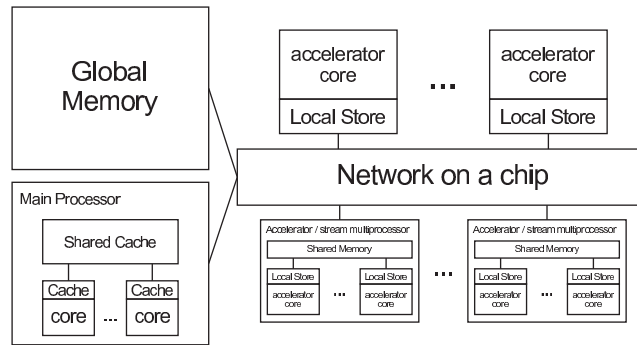 Global
Memory
accelerator
core
Local Store
...
accelerator
core
Local Store
Network on a chip
Main Processor
Shared Cache
Cache
core
...
Cache
core
Accelerator / stream multiprocessor
Shared Memory
Local Store
accelerator
core
...
Local Store
accelerator
core
...
Accelerator / stream multiprocessor
Shared Memory
Local Store
accelerator
core
...
Local Store
accelerator
core